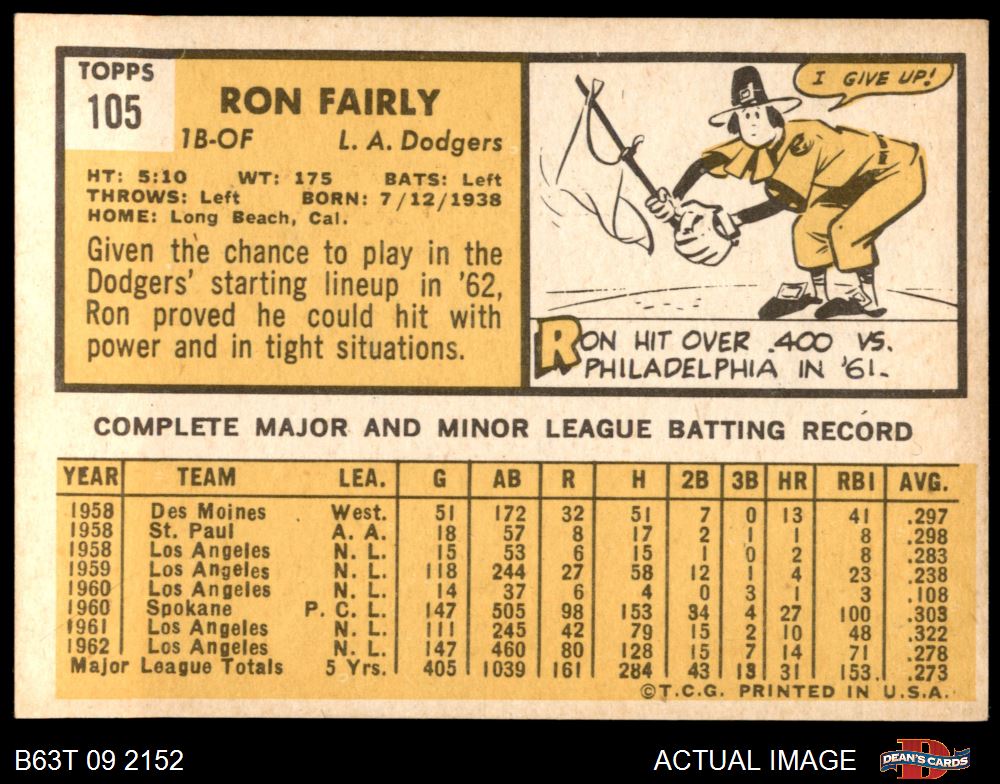 TOPPS
105
RON FAIRLY
1B-OF L. A. Dodgers
HT: 5:10 WT: 175 BATS: Left
THROWS: Left BORN: 7/12/1938
HOME: Long Beach, Cal.
Given the chance to play in the
Dodgers' starting lineup in '62,
Ron proved he could hit with
power and in tight situations.
I GIVE UP!
RON HIT OVER .400 VS.
PHILADELPHIA IN '61.
COMPLETE MAJOR AND MINOR LEAGUE BATTING RECORD
YEAR TEAM LEA. G AB R H 2B 3B HR RBI AVG.
1958 Des Moines West. 51 172 32 51 7 0 13 41 .297
1958 St. Paul A. A. 18 57 8 17 2 1 1 8 .298
1958 Los Angeles N. L. 15 53 6 15 1 0 2 8 .283
1959 Los Angeles N. L. 118 244 27 58 12 1 4 23 .238
1960 Los Angeles N. L. 14 37 6 4 0 3 1 3 .108
1960 Spokane P. C. L. 147 505 98 153 34 4 27 100 .303
1961 Los Angeles N. L. 111 245 42 79 15 2 10 48 .322
1962 Los Angeles N. L. 147 460 80 128 15 7 14 71 .278
Major League Totals 5 Yrs. 405 1039 161 284 43 13 31 153 .273
©T.C.G. PRINTED IN U.S.A.
B63T 09 2152 ACTUAL IMAGE DEAN'S CARDS